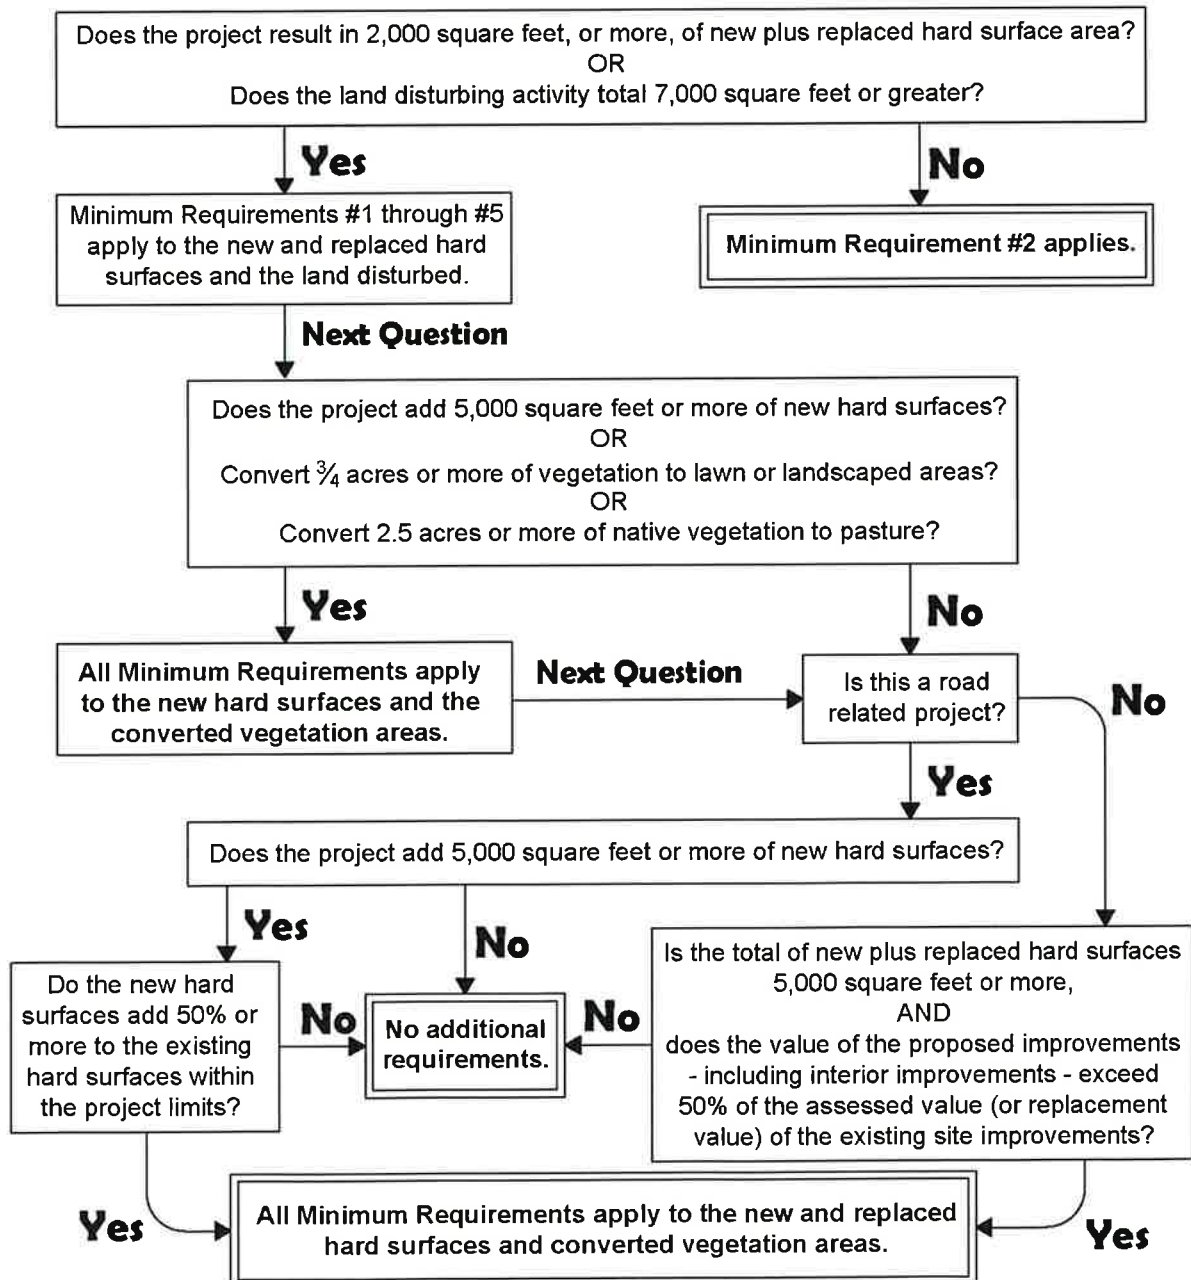 Does the project result in 2,000 square feet, or more, of new plus replaced hard surface area?
OR
Does the land disturbing activity total 7,000 square feet or greater?
Yes
No
Minimum Requirements #1 through #5
apply to the new and replaced hard
surfaces and the land disturbed.
Minimum Requirement #2 applies.
Next Question
Does the project add 5,000 square feet or more of new hard surfaces?
OR
Convert ¾ acres or more of vegetation to lawn or landscaped areas?
OR
Convert 2.5 acres or more of native vegetation to pasture?
Yes
No
All Minimum Requirements apply
to the new hard surfaces and the
converted vegetation areas.
Next Question
Is this a road
related project?
No
Yes
Does the project add 5,000 square feet or more of new hard surfaces?
Yes
No
Do the new hard
surfaces add 50% or
more to the existing
hard surfaces within
the project limits?
No
No additional
requirements.
No
Is the total of new plus replaced hard surfaces
5,000 square feet or more,
AND
does the value of the proposed improvements
- including interior improvements - exceed
50% of the assessed value (or replacement
value) of the existing site improvements?
Yes
All Minimum Requirements apply to the new and replaced
hard surfaces and converted vegetation areas.
Yes